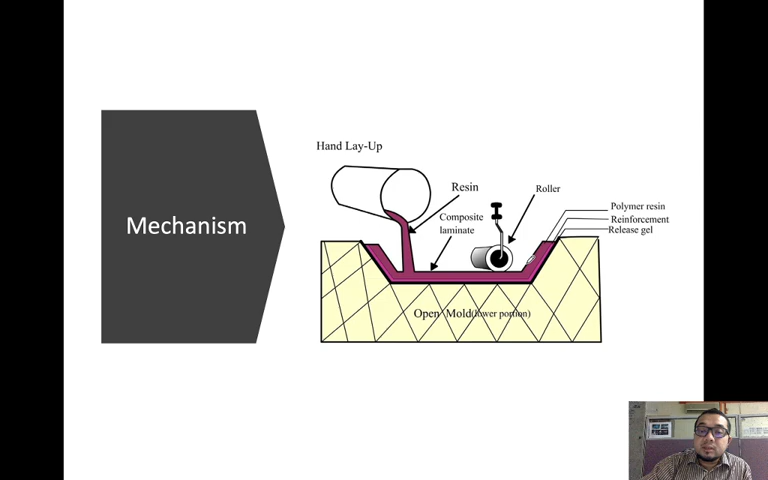 Mechanism
Hand Lay-Up
Resin
Roller
Composite
laminate
Polymer resin
Reinforcement
Release gel
Open Mold(lower portion)